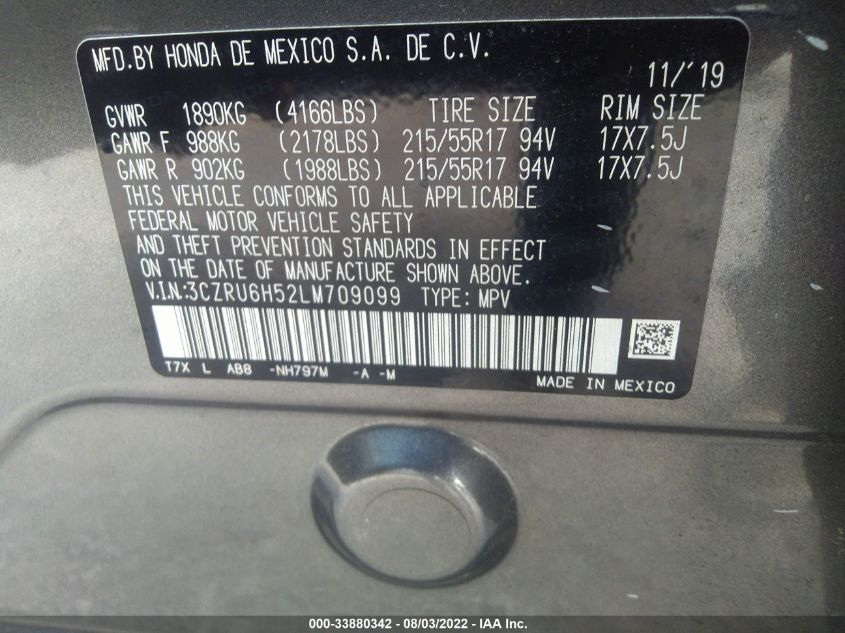 MFD.BY HONDA DE MEXICO S.A. DE C.V.
11/'19
GVWR 1890KG (4166LBS) TIRE SIZE RIM SIZE
GAWR F 988KG (2178LBS) 215/55R17 94V 17X7.5J
GAWR R 902KG (1988LBS) 215/55R17 94V 17X7.5J
THIS VEHICLE CONFORMS TO ALL APPLICABLE
FEDERAL MOTOR VEHICLE SAFETY
AND THEFT PREVENTION STANDARDS IN EFFECT
ON THE DATE OF MANUFACTURE SHOWN ABOVE.
V.I.N.:3CZRU6H52LM709099 TYPE: MPV
T7X L AB8 -NH797M -A -M
MADE IN MEXICO
000-33880342 - 08/03/2022 - IAA Inc.